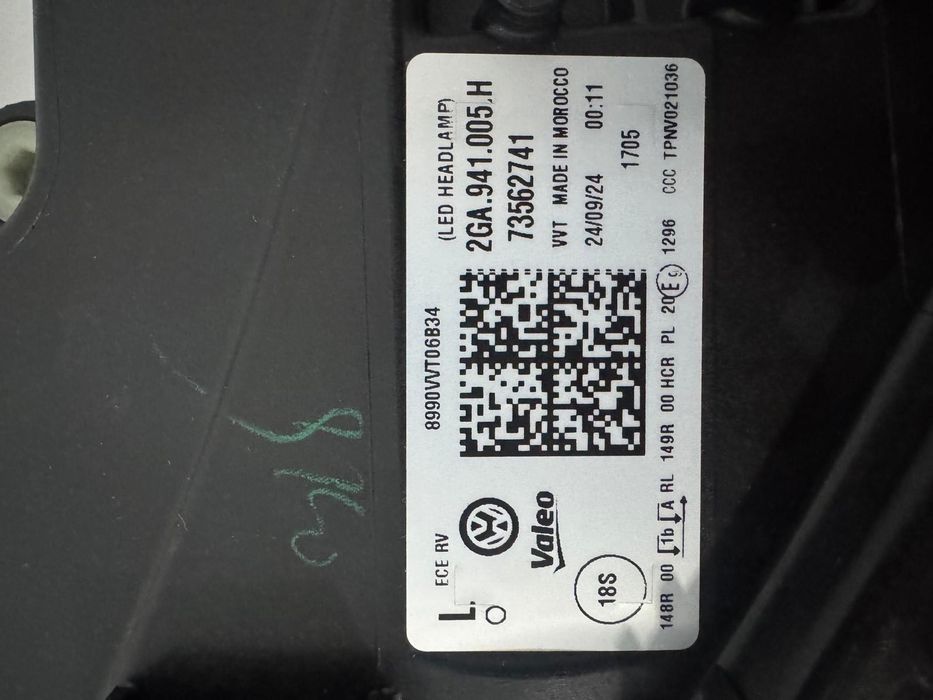 L
ECE RV
8990VVT06B34
(LED HEADLAMP)
2GA.941.005.H
73562741
VVT MADE IN MOROCCO
24/09/24 00:11
1705
Valeo
18S
148R 00 1b A RL 149R 00 HCR PL 20 E9 1296 CCC TPNV021036